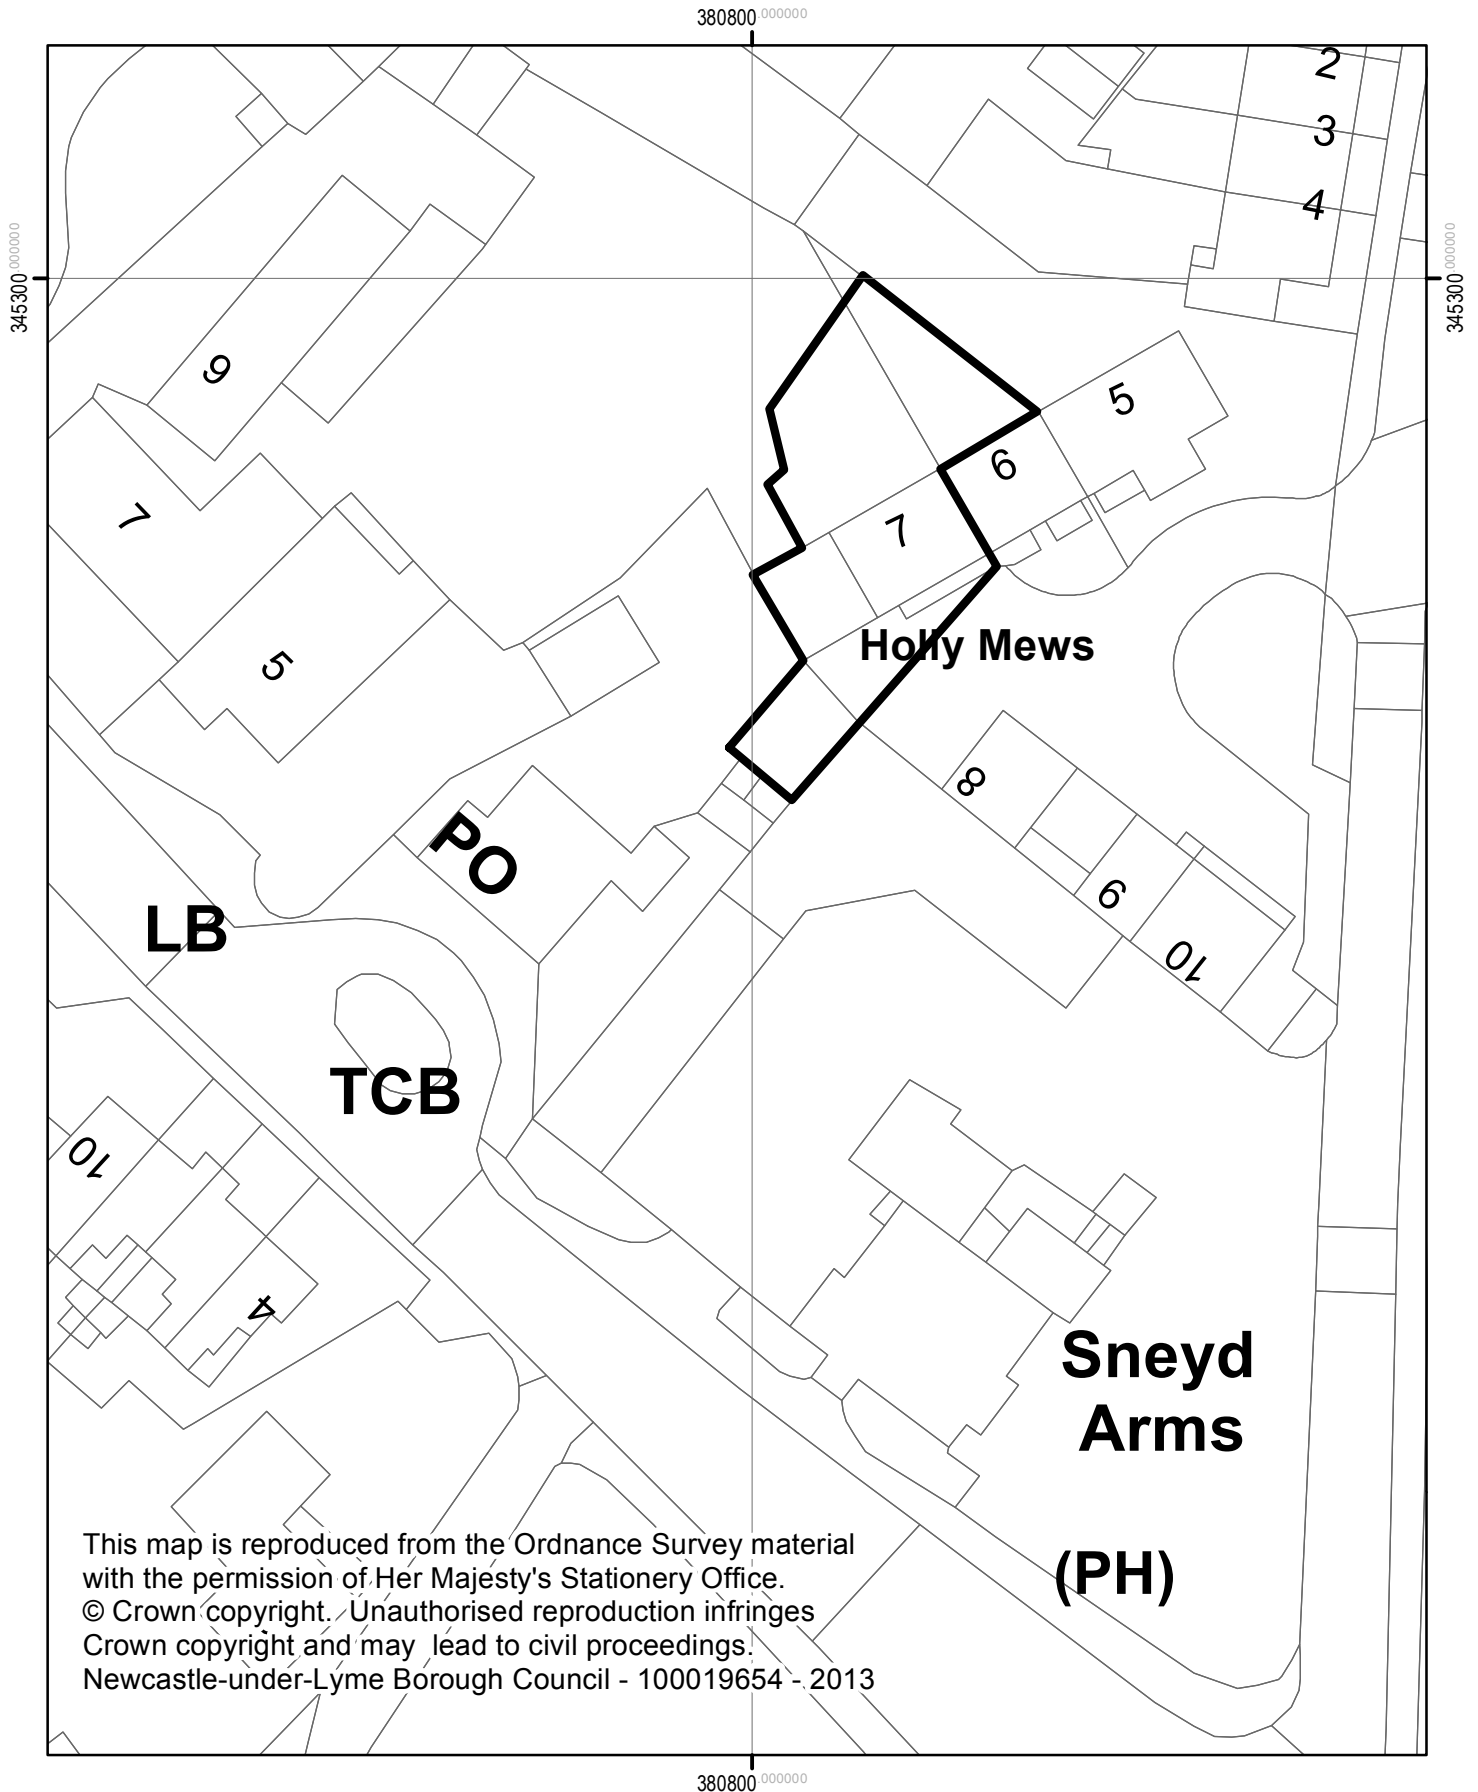 380800.000000
2
3
4
345300.000000
345300.000000
9
5
6
7
7
Holly Mews
5
8
PO
9
LB
10
TCB
10
4
Sneyd
Arms
(PH)
This map is reproduced from the Ordnance Survey material
with the permission of Her Majesty's Stationery Office.
© Crown copyright. Unauthorised reproduction infringes
Crown copyright and may lead to civil proceedings.
Newcastle-under-Lyme Borough Council - 100019654 - 2013
380800.000000